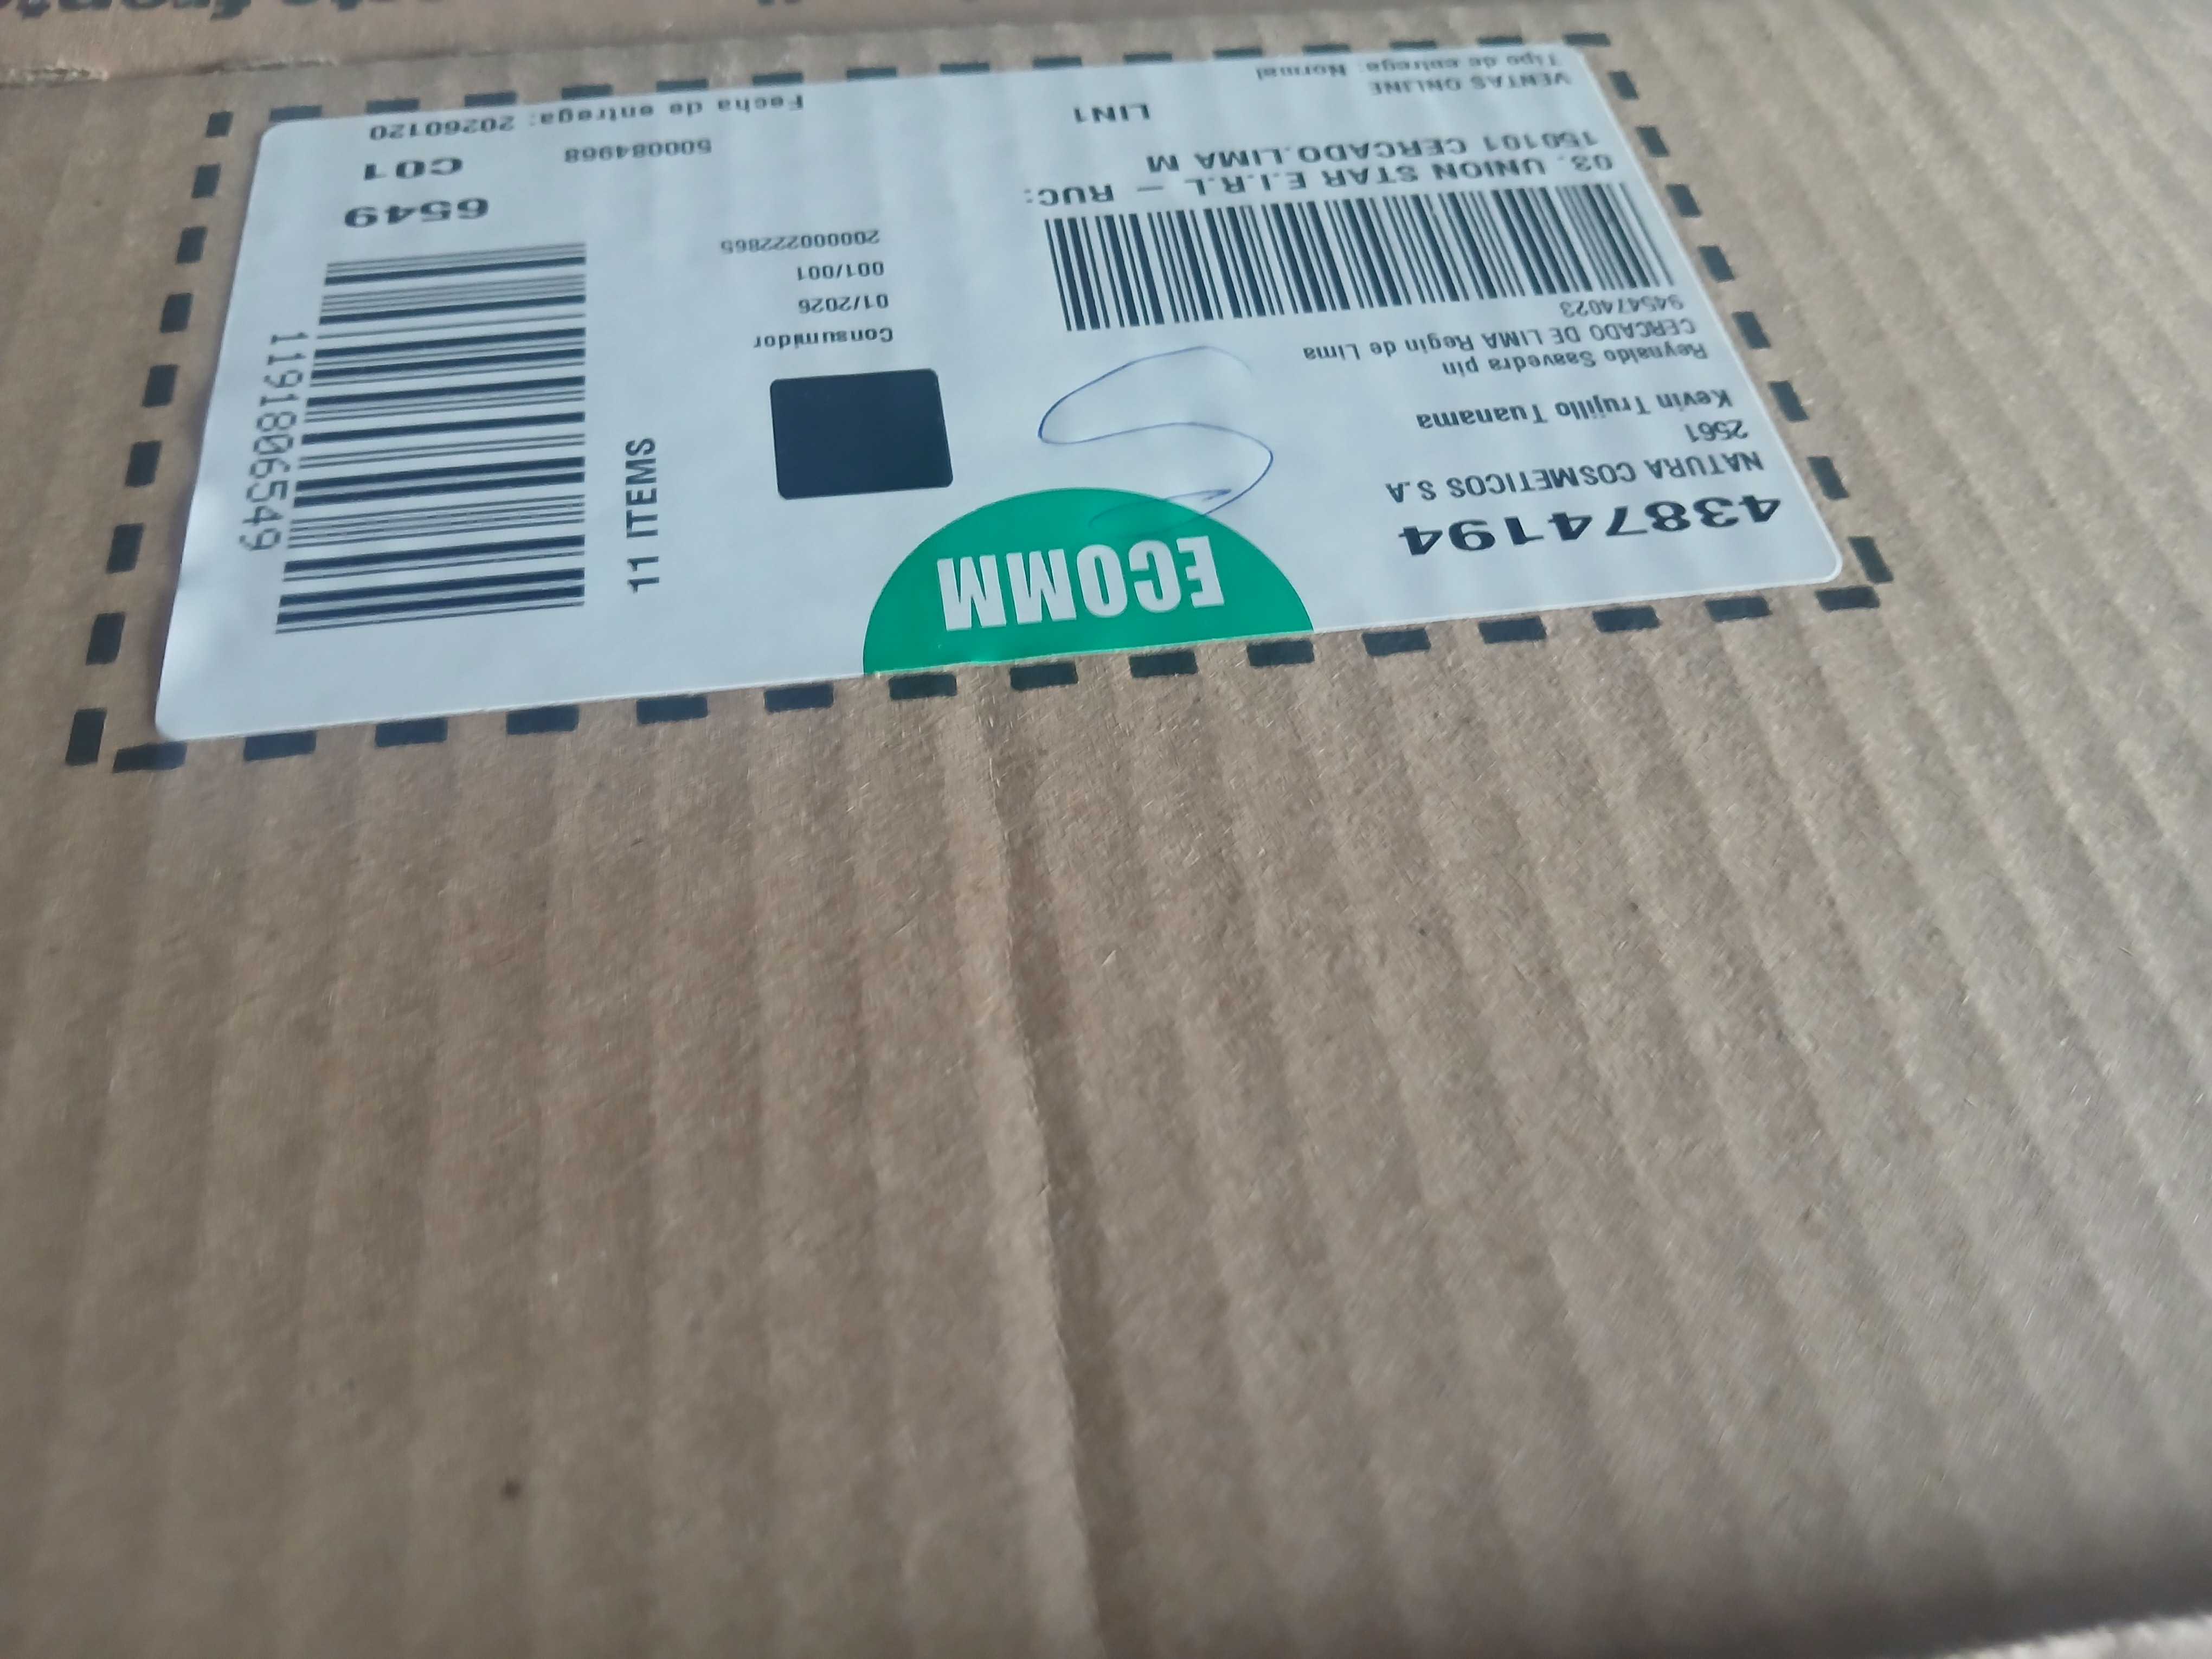 43874194
NATURA COSMETICOS S.A
2561
Kevin Trujillo Tuanama
Reynaldo Saavedra pin
CERCADO DE LIMA Regin de Lima
945474023
03. UNION STAR E.I.R.L - RUC:
150101 CERCADO.LIMA M
VENTAS ONLINE
Tipo de entrega: Normal
LIN1
ECOMM
Consumidor
01/2026
001/001
200000222865
11 ITEMS
11918066549
6549
C01
500084968
Fecha de entrega: 20260120